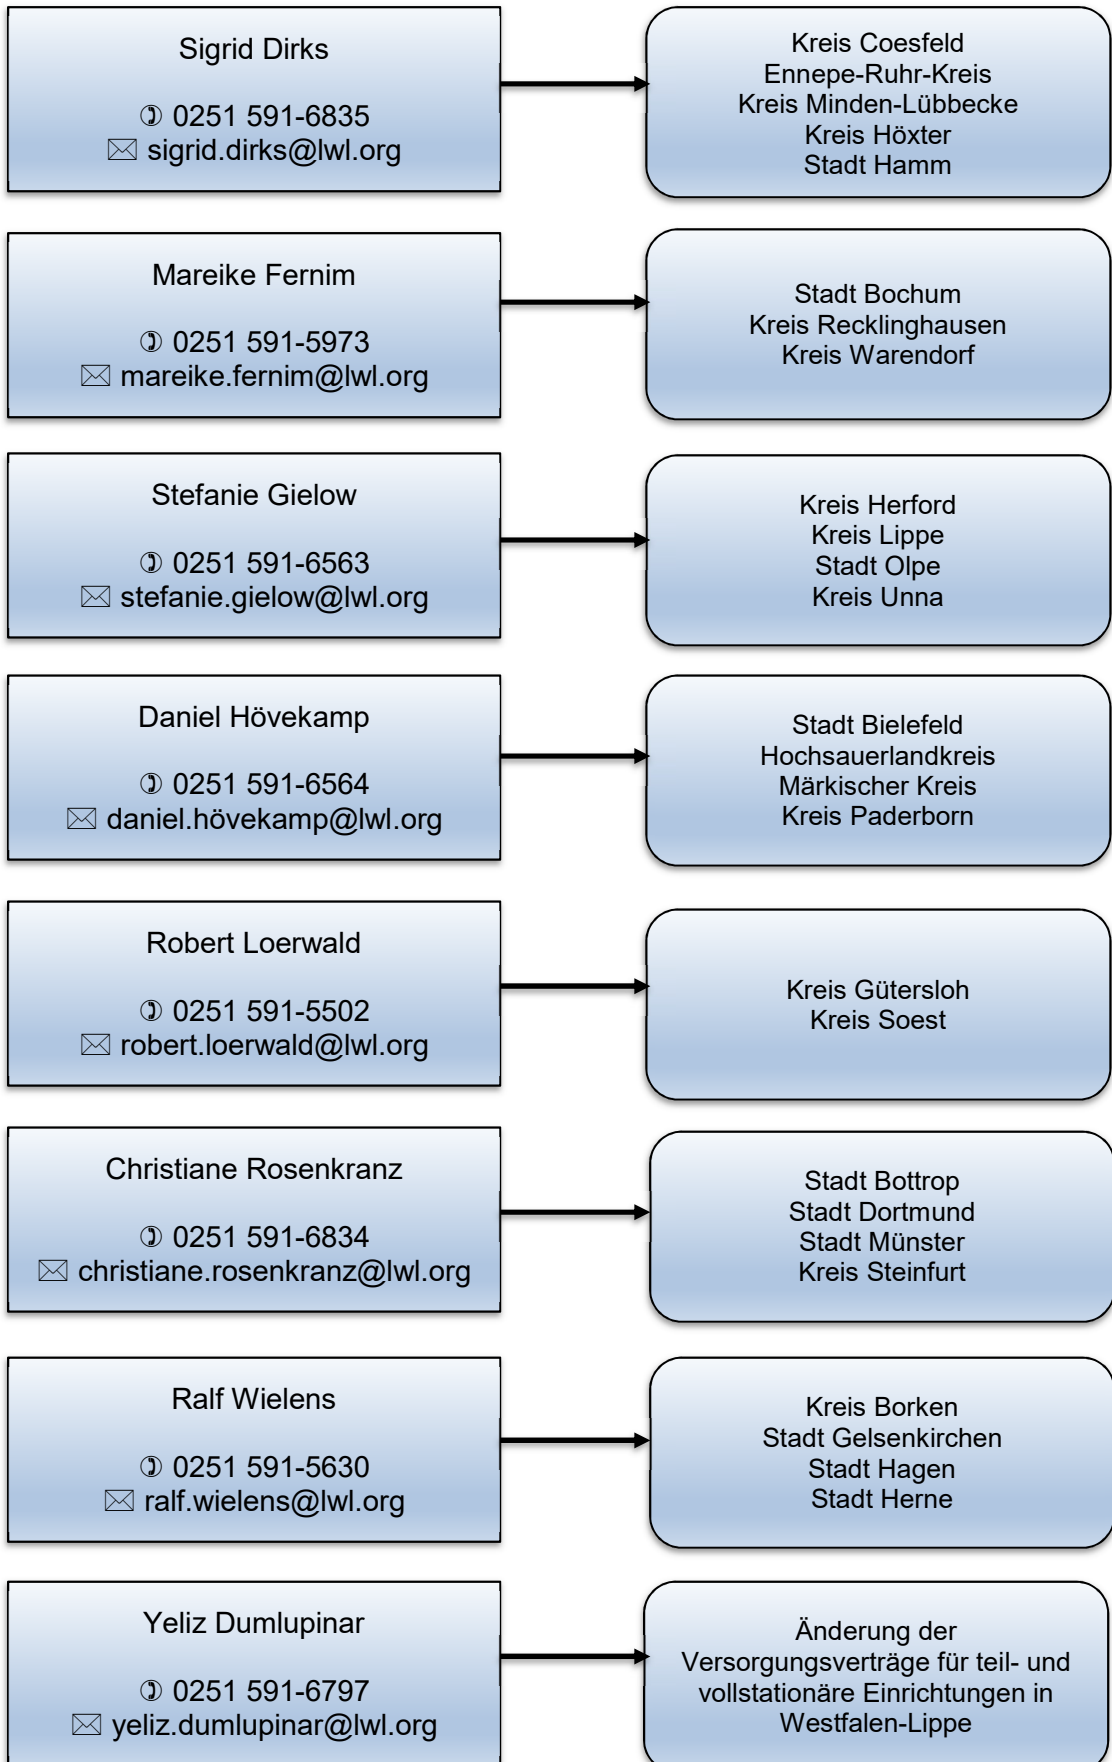 Sigrid Dirks
✆ 0251 591-6835
✉ sigrid.dirks@lwl.org
Kreis Coesfeld
Ennepe-Ruhr-Kreis
Kreis Minden-Lübbecke
Kreis Höxter
Stadt Hamm
Mareike Fernim
✆ 0251 591-5973
✉ mareike.fernim@lwl.org
Stadt Bochum
Kreis Recklinghausen
Kreis Warendorf
Stefanie Gielow
✆ 0251 591-6563
✉ stefanie.gielow@lwl.org
Kreis Herford
Kreis Lippe
Stadt Olpe
Kreis Unna
Daniel Hövekamp
✆ 0251 591-6564
✉ daniel.hövekamp@lwl.org
Stadt Bielefeld
Hochsauerlandkreis
Märkischer Kreis
Kreis Paderborn
Robert Loerwald
✆ 0251 591-5502
✉ robert.loerwald@lwl.org
Kreis Gütersloh
Kreis Soest
Christiane Rosenkranz
✆ 0251 591-6834
✉ christiane.rosenkranz@lwl.org
Stadt Bottrop
Stadt Dortmund
Stadt Münster
Kreis Steinfurt
Ralf Wielens
✆ 0251 591-5630
✉ ralf.wielens@lwl.org
Kreis Borken
Stadt Gelsenkirchen
Stadt Hagen
Stadt Herne
Yeliz Dumlupinar
✆ 0251 591-6797
✉ yeliz.dumlupinar@lwl.org
Änderung der
Versorgungsverträge für teil- und
vollstationäre Einrichtungen in
Westfalen-Lippe